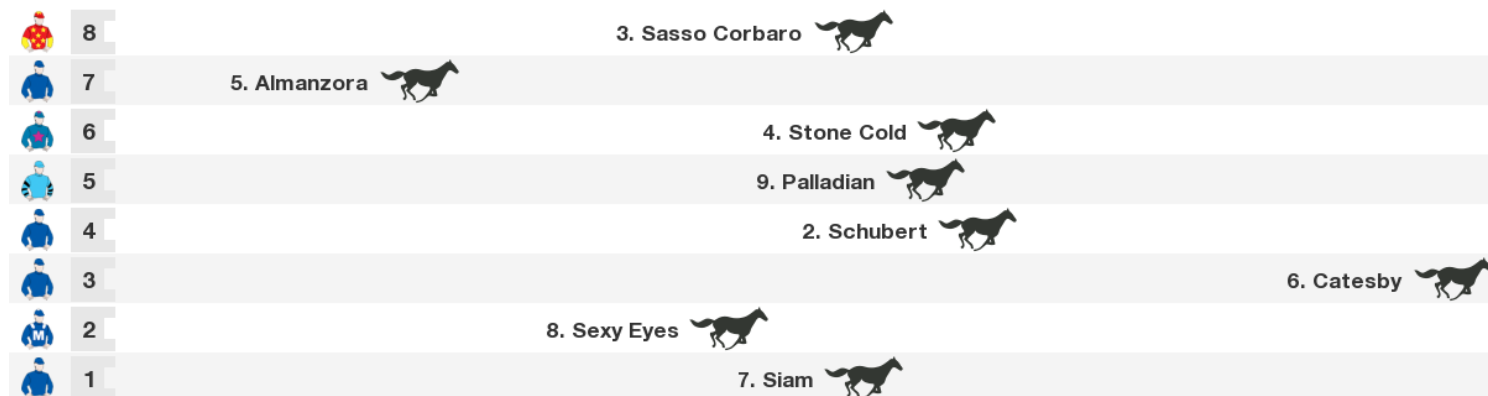 8 3. Sasso Corbaro
7 5. Almanzora
6 4. Stone Cold
5 9. Palladian
4 2. Schubert
3 6. Catesby
M 2 8. Sexy Eyes
1 7. Siam